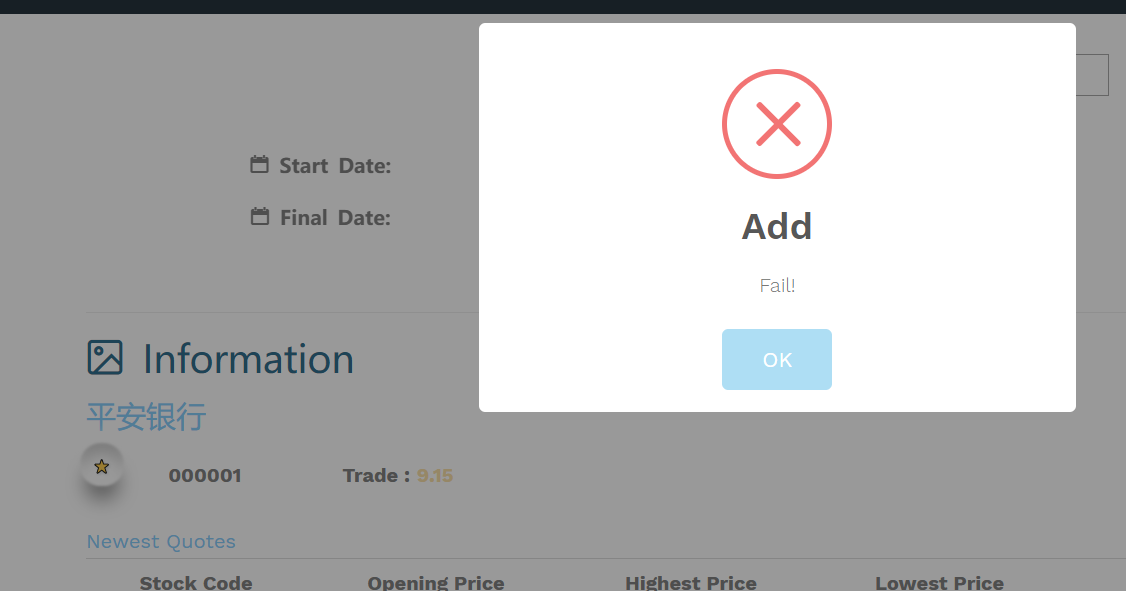 Start Date:
Final Date:
Add
Fail!
OK
Information
平安银行
000001 Trade : 9.15
Newest Quotes
Stock Code Opening Price Highest Price Lowest Price